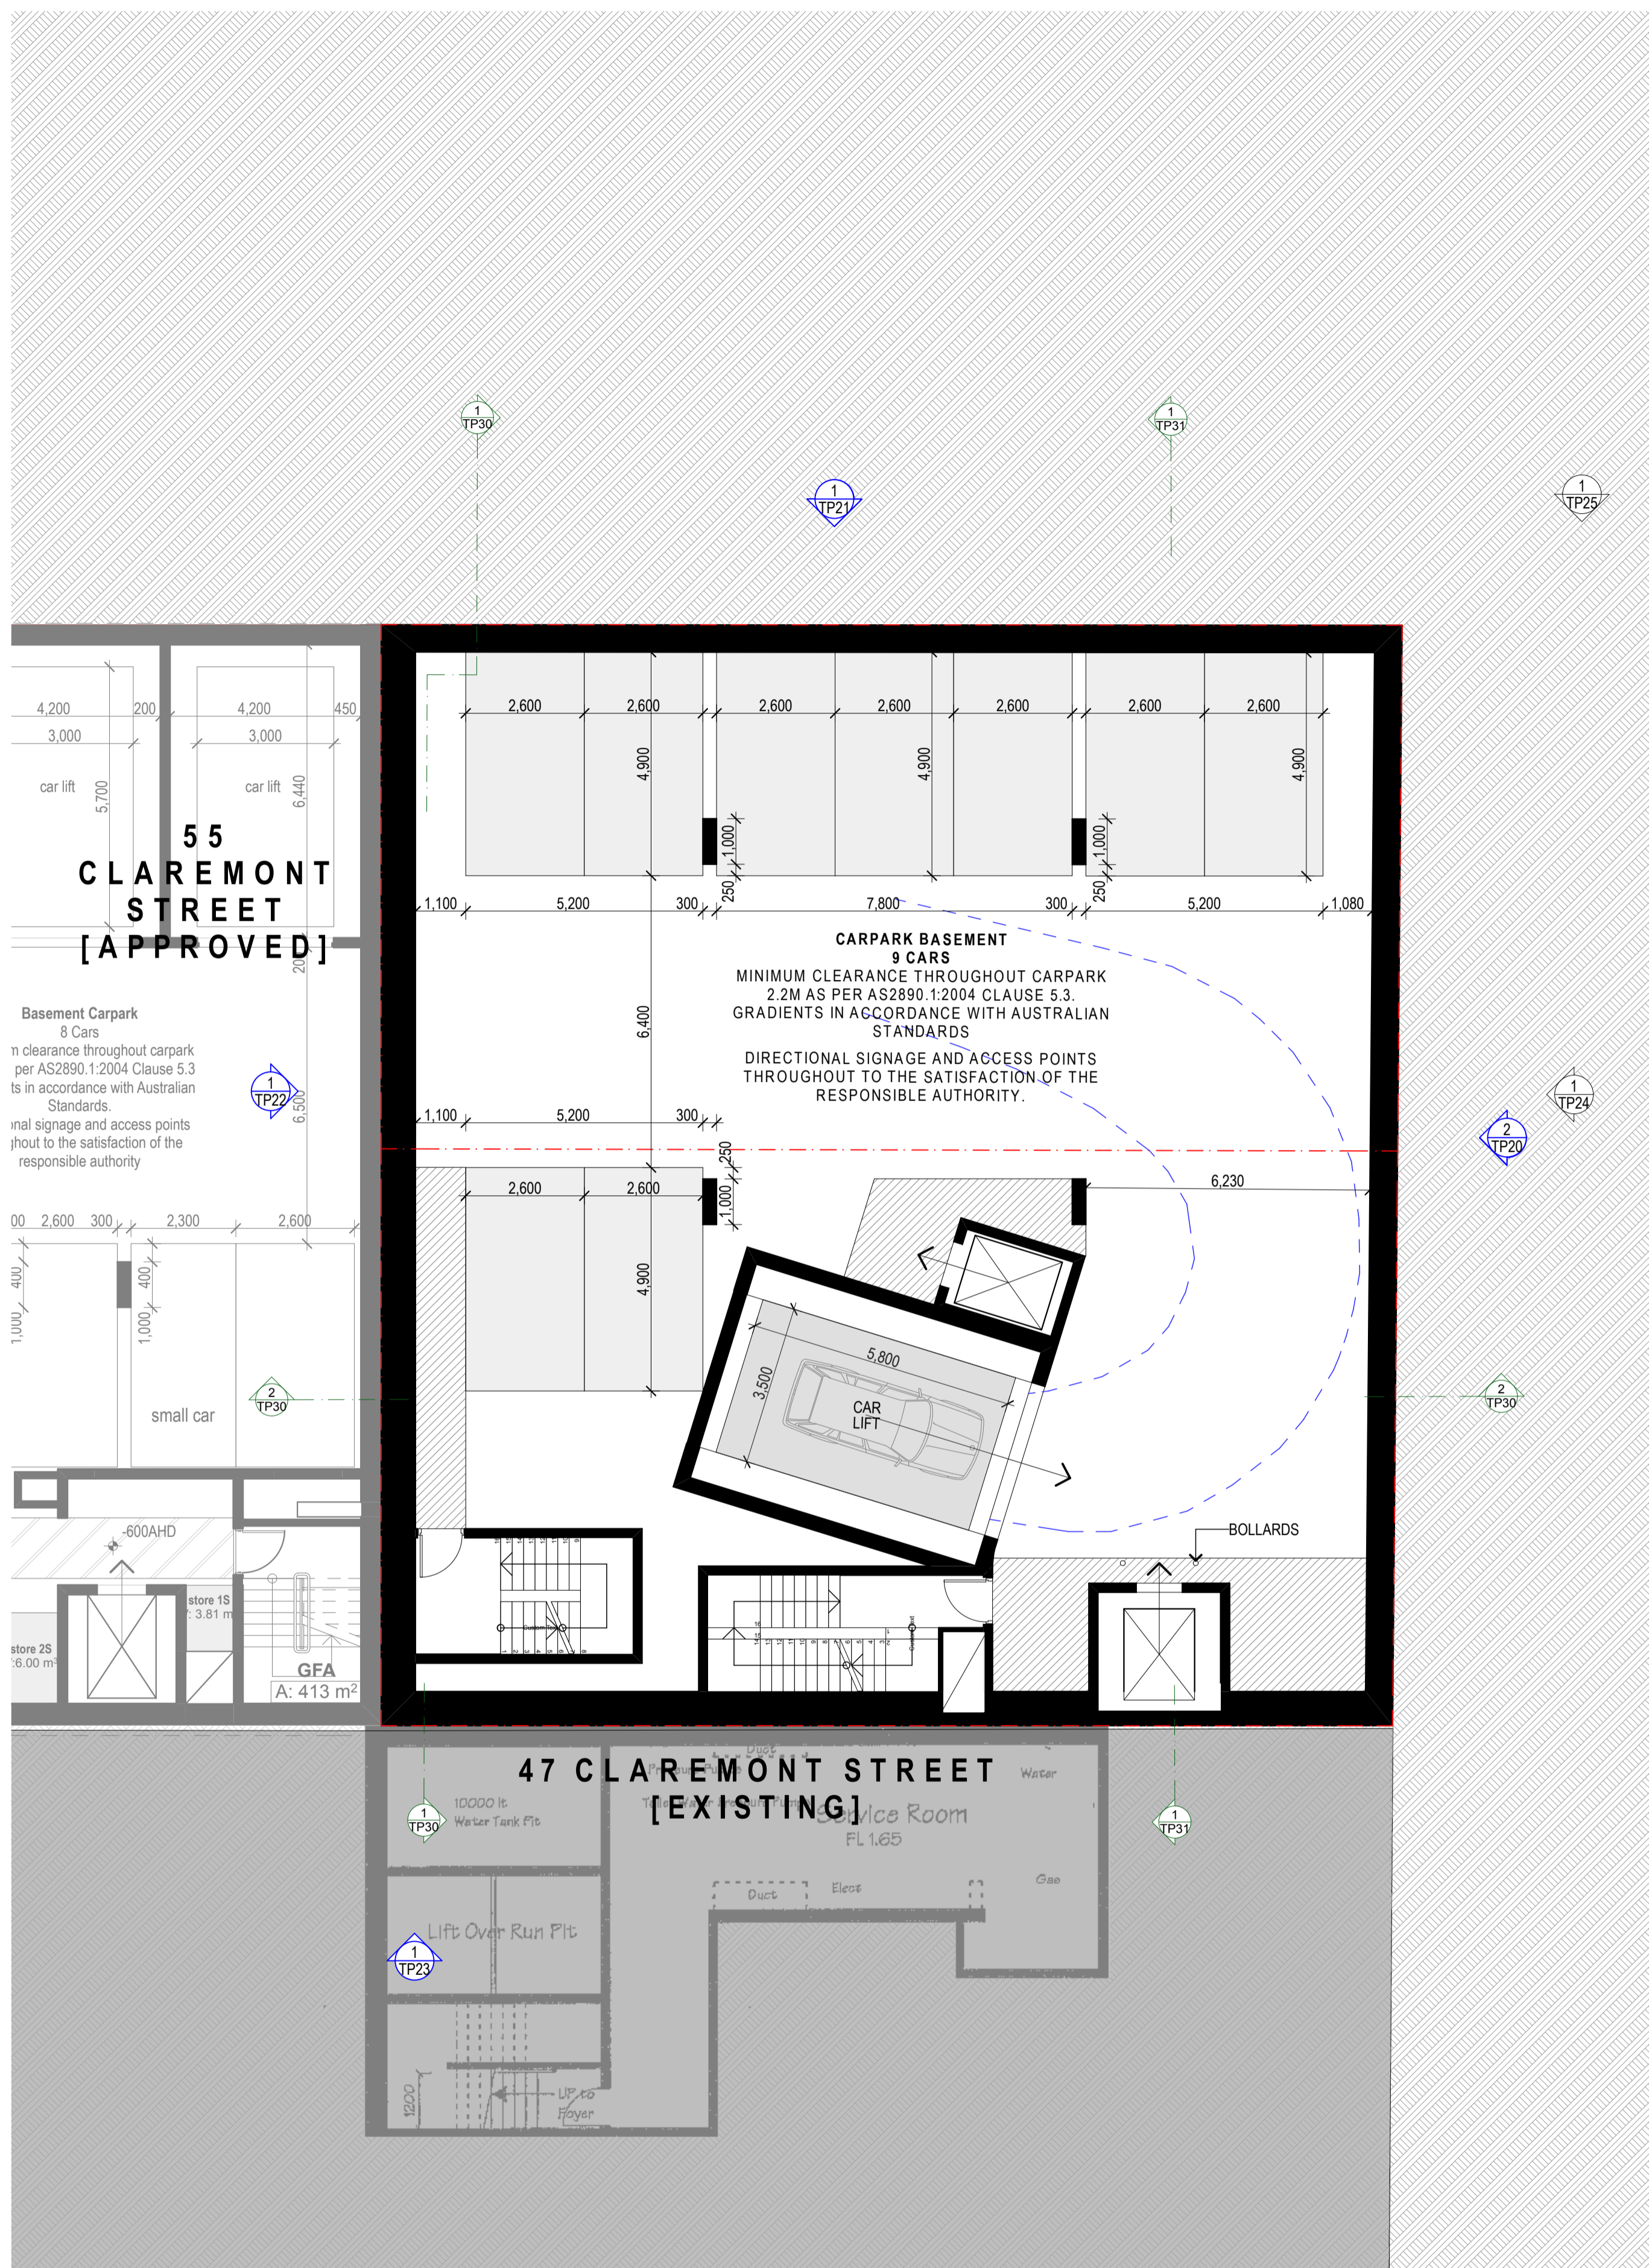 1
TP30
1
TP31
1
TP21
1
TP25
4,200
200
4,200
450
3,000
3,000
car lift
5,700
car lift
6,440
55
CLAREMONT
STREET
[APPROVED]
2,600
2,600
2,600
2,600
2,600
2,600
2,600
4,900
4,900
4,900
1,000
1,000
250
250
1,100
5,200
300
7,800
300
5,200
1,080
CARPARK BASEMENT
9 CARS
MINIMUM CLEARANCE THROUGHOUT CARPARK
2.2M AS PER AS2890.1:2004 CLAUSE 5.3.
GRADIENTS IN ACCORDANCE WITH AUSTRALIAN
STANDARDS
DIRECTIONAL SIGNAGE AND ACCESS POINTS
THROUGHOUT TO THE SATISFACTION OF THE
RESPONSIBLE AUTHORITY.
6,400
Basement Carpark
8 Cars
clearance throughout carpark
per AS2890.1:2004 Clause 5.3
ts in accordance with Australian
Standards.
onal signage and access points
ghout to the satisfaction of the
responsible authority
1
TP22
6,500
1
TP24
2
TP20
1,100
5,200
300
250
1,000
2,600
2,600
4,900
6,230
00
2,600
300
2,300
2,600
400
400
1,000
1,000
small car
2
TP30
5,800
3,500
CAR
LIFT
2
TP30
BOLLARDS
-600AHD
store 1S
: 3.81 m
store 2S
:6.00 m³
GFA
A: 413 m²
47 CLAREMONT STREET
[EXISTING]
Duct
Water
10000 lt
Water Tank Pit
Service Room
FL 1.65
1
TP30
1
TP31
Duct
Elect
Gas
Lift Over Run Pit
1
TP23
1200
UP to
Foyer